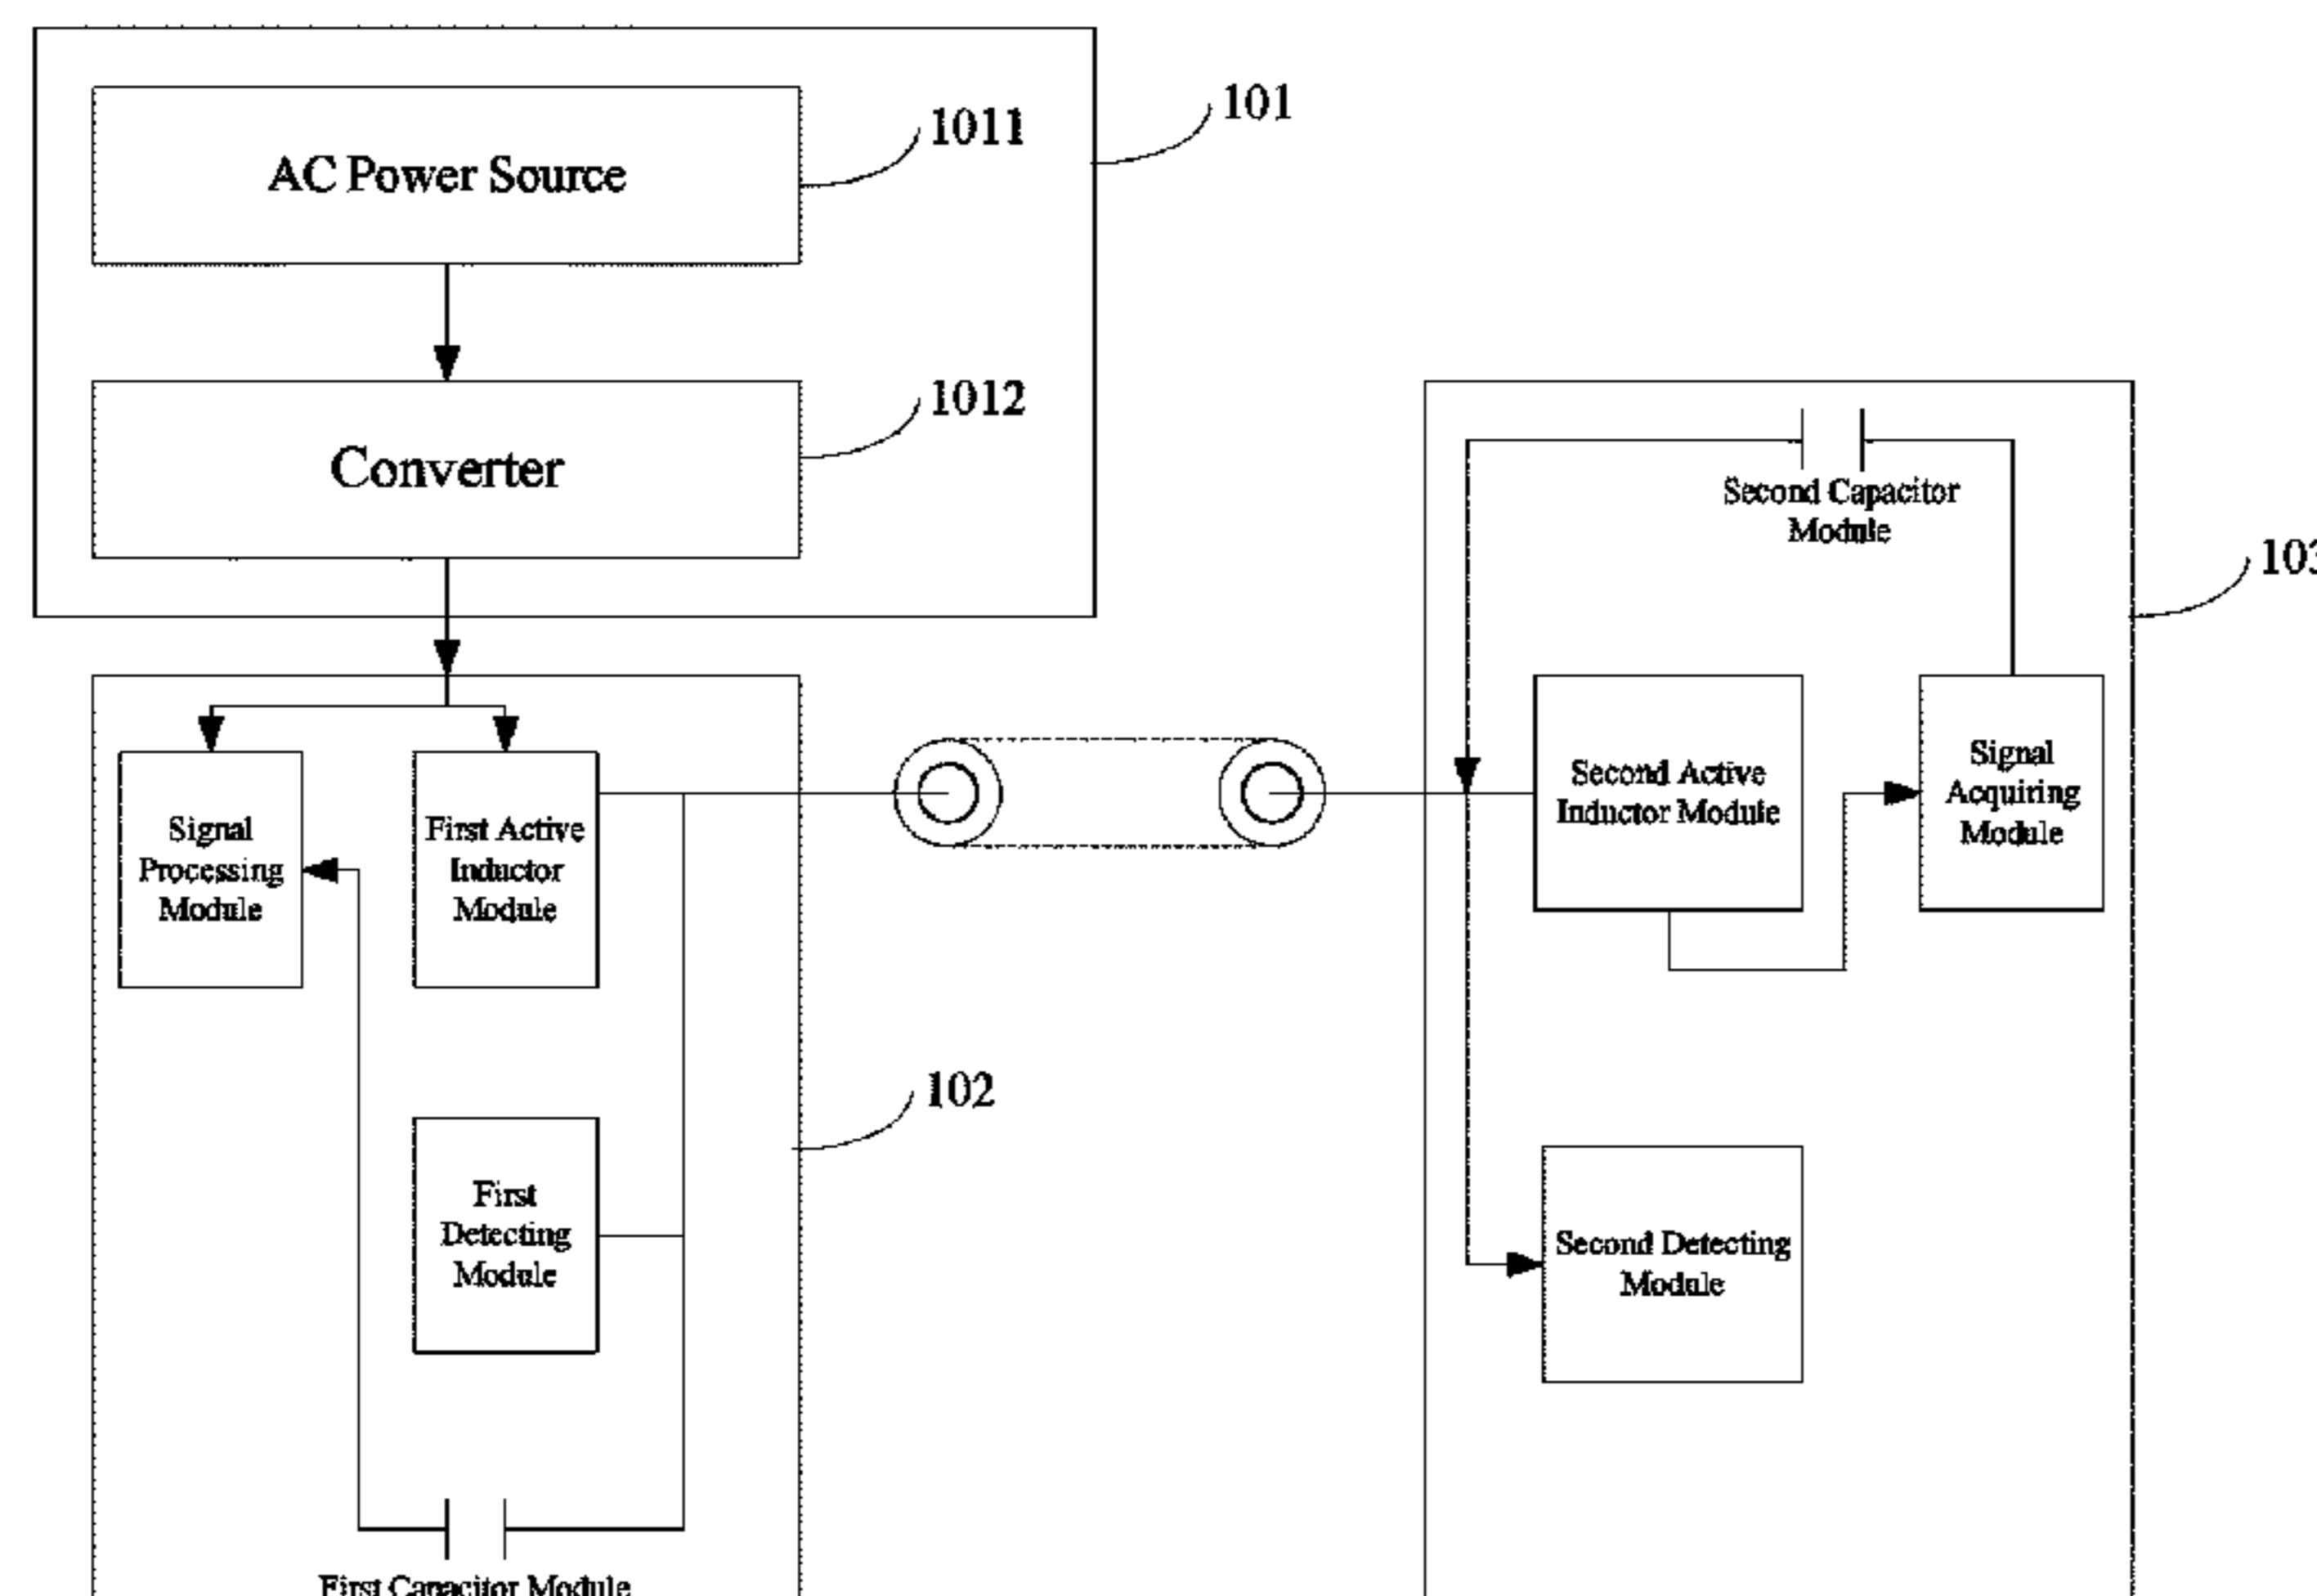 101
1011
AC Power Source
1012
Converter
Second Capacitor
Module
103
Signal
Processing
Module
First Active
Inductor
Module
Second Active
Inductor Module
Signal
Acquiring
Module
102
First
Detecting
Module
Second Detecting
Module
First Capacitor Module